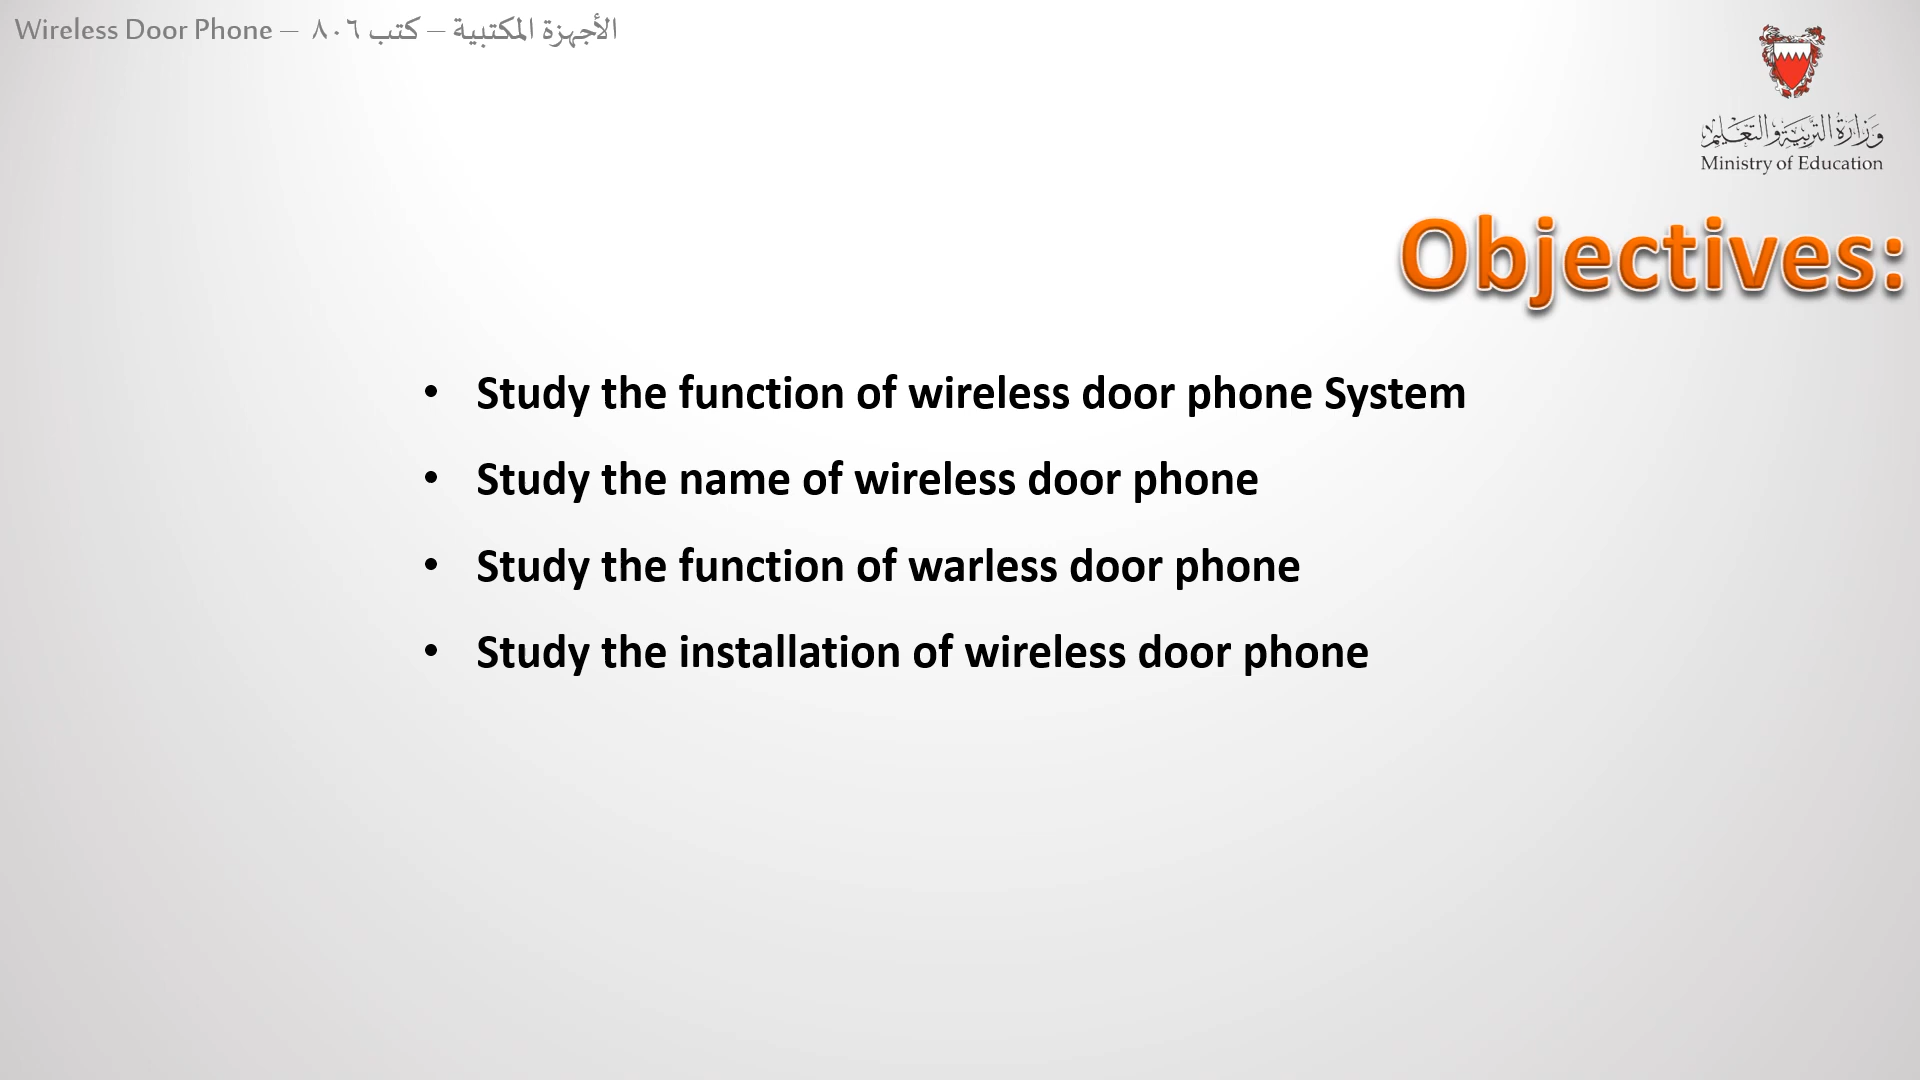 الأجهزة المكتبية – كتب ٨٠٦ – Wireless Door Phone
وزارة التربية والتعليم
Ministry of Education
Objectives:
• Study the function of wireless door phone System
• Study the name of wireless door phone
• Study the function of warless door phone
• Study the installation of wireless door phone